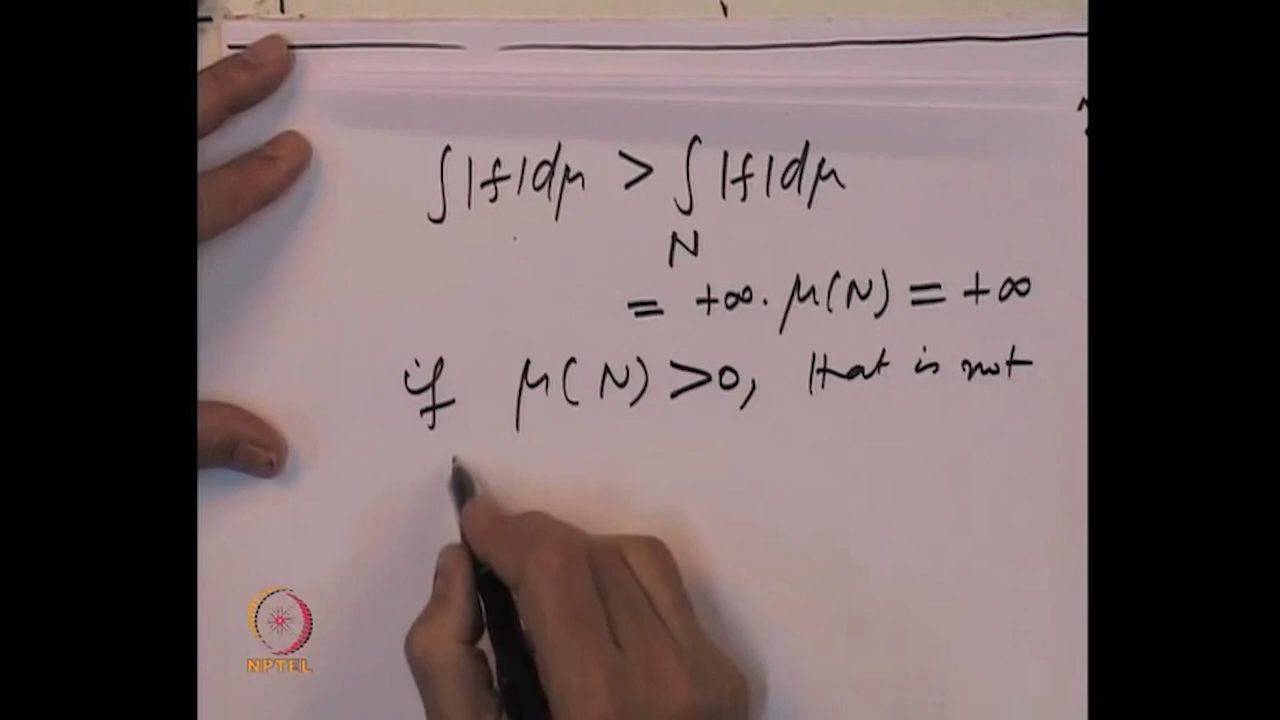 ∫|f|dμ > ∫|f|dμ
N
= +∞. μ(N) = +∞
if μ(N) >0, that is not
NPTEL